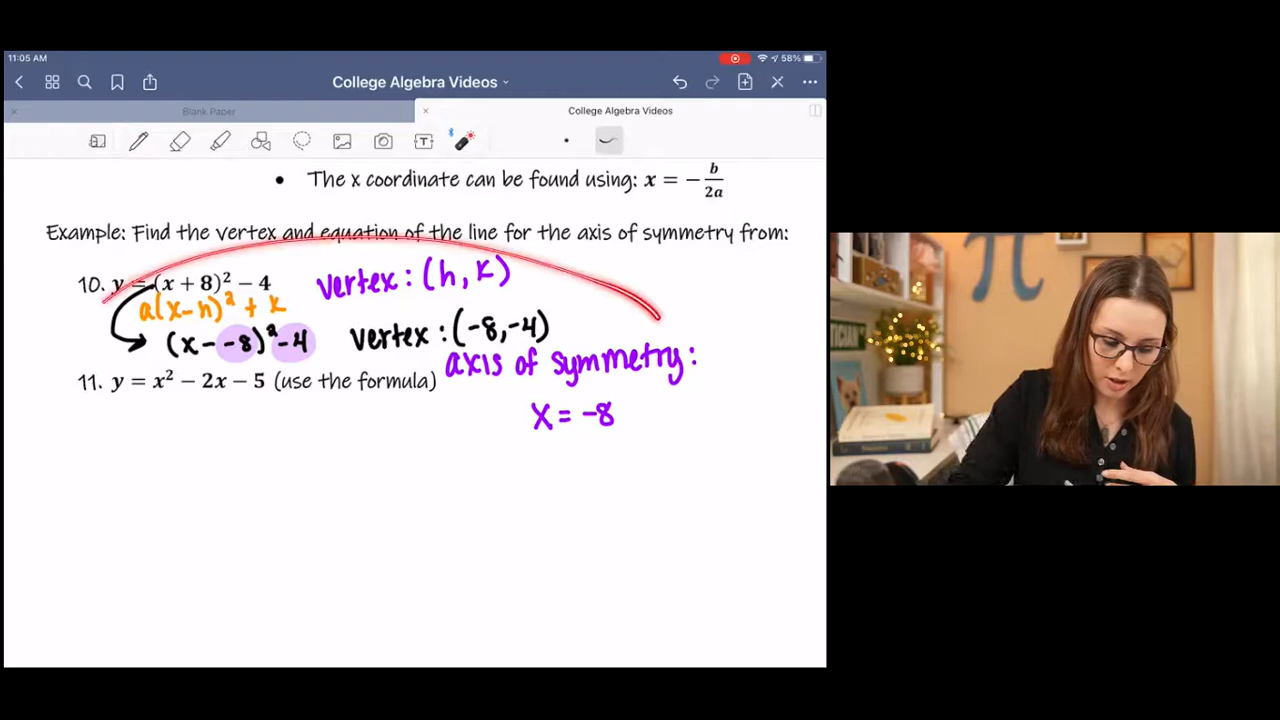 11:05 AM
58%
College Algebra Videos
Blank Paper
College Algebra Videos
• The x coordinate can be found using: x = − b/2a
Example: Find the vertex and equation of the line for the axis of symmetry from:
10. y = (x + 8)² − 4
vertex: (h, k)
a(x-h)² + k
(x - -8)² -4
vertex: (-8,-4)
axis of symmetry:
11. y = x² − 2x − 5 (use the formula)
x = -8
TICIAN